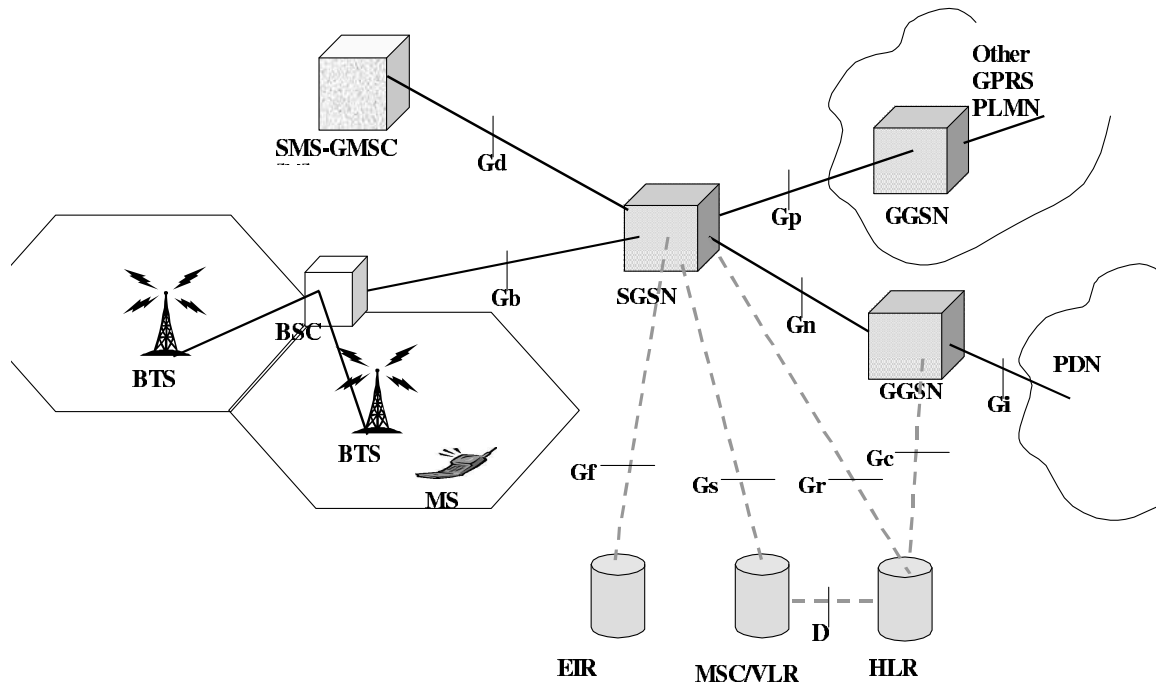 Other
GPRS
PLMN
SMS-GMSC
Gd
Gp
GGSN
SGSN
Gb
Gn
BSC
BTS
PDN
GGSN
Gi
BTS
MS
Gf
Gs
Gr
Gc
D
EIR
MSC/VLR
HLR